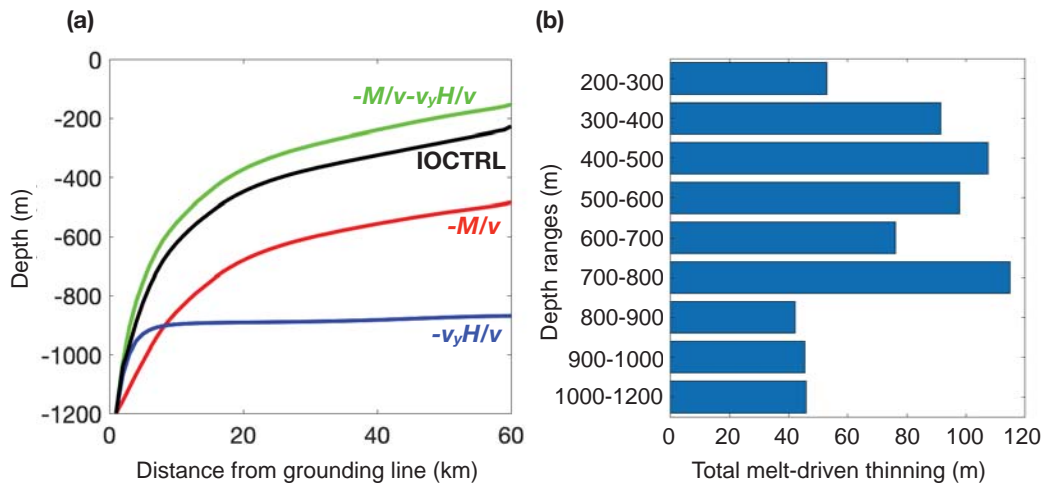 (a)
0
-200
-400
-600
-800
-1000
-1200
Depth (m)
-M/v-vyH/v
IOCTRL
-M/v
-vyH/v
0 20 40 60
Distance from grounding line (km)
(b)
Depth ranges (m)
200-300
300-400
400-500
500-600
600-700
700-800
800-900
900-1000
1000-1200
0 20 40 60 80 100 120
Total melt-driven thinning (m)